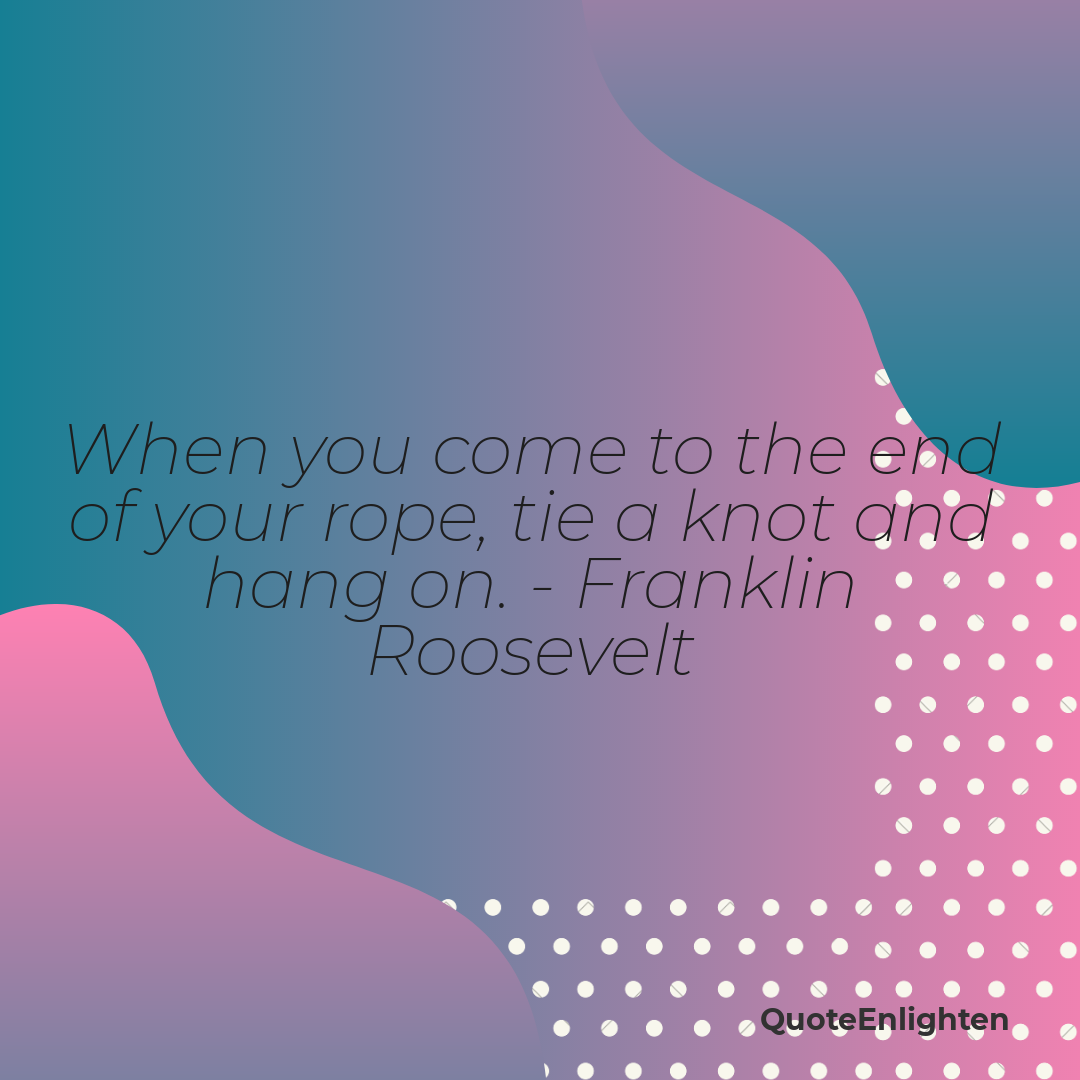 When you come to the end
of your rope, tie a knot and
hang on. - Franklin
Roosevelt
QuoteEnlighten